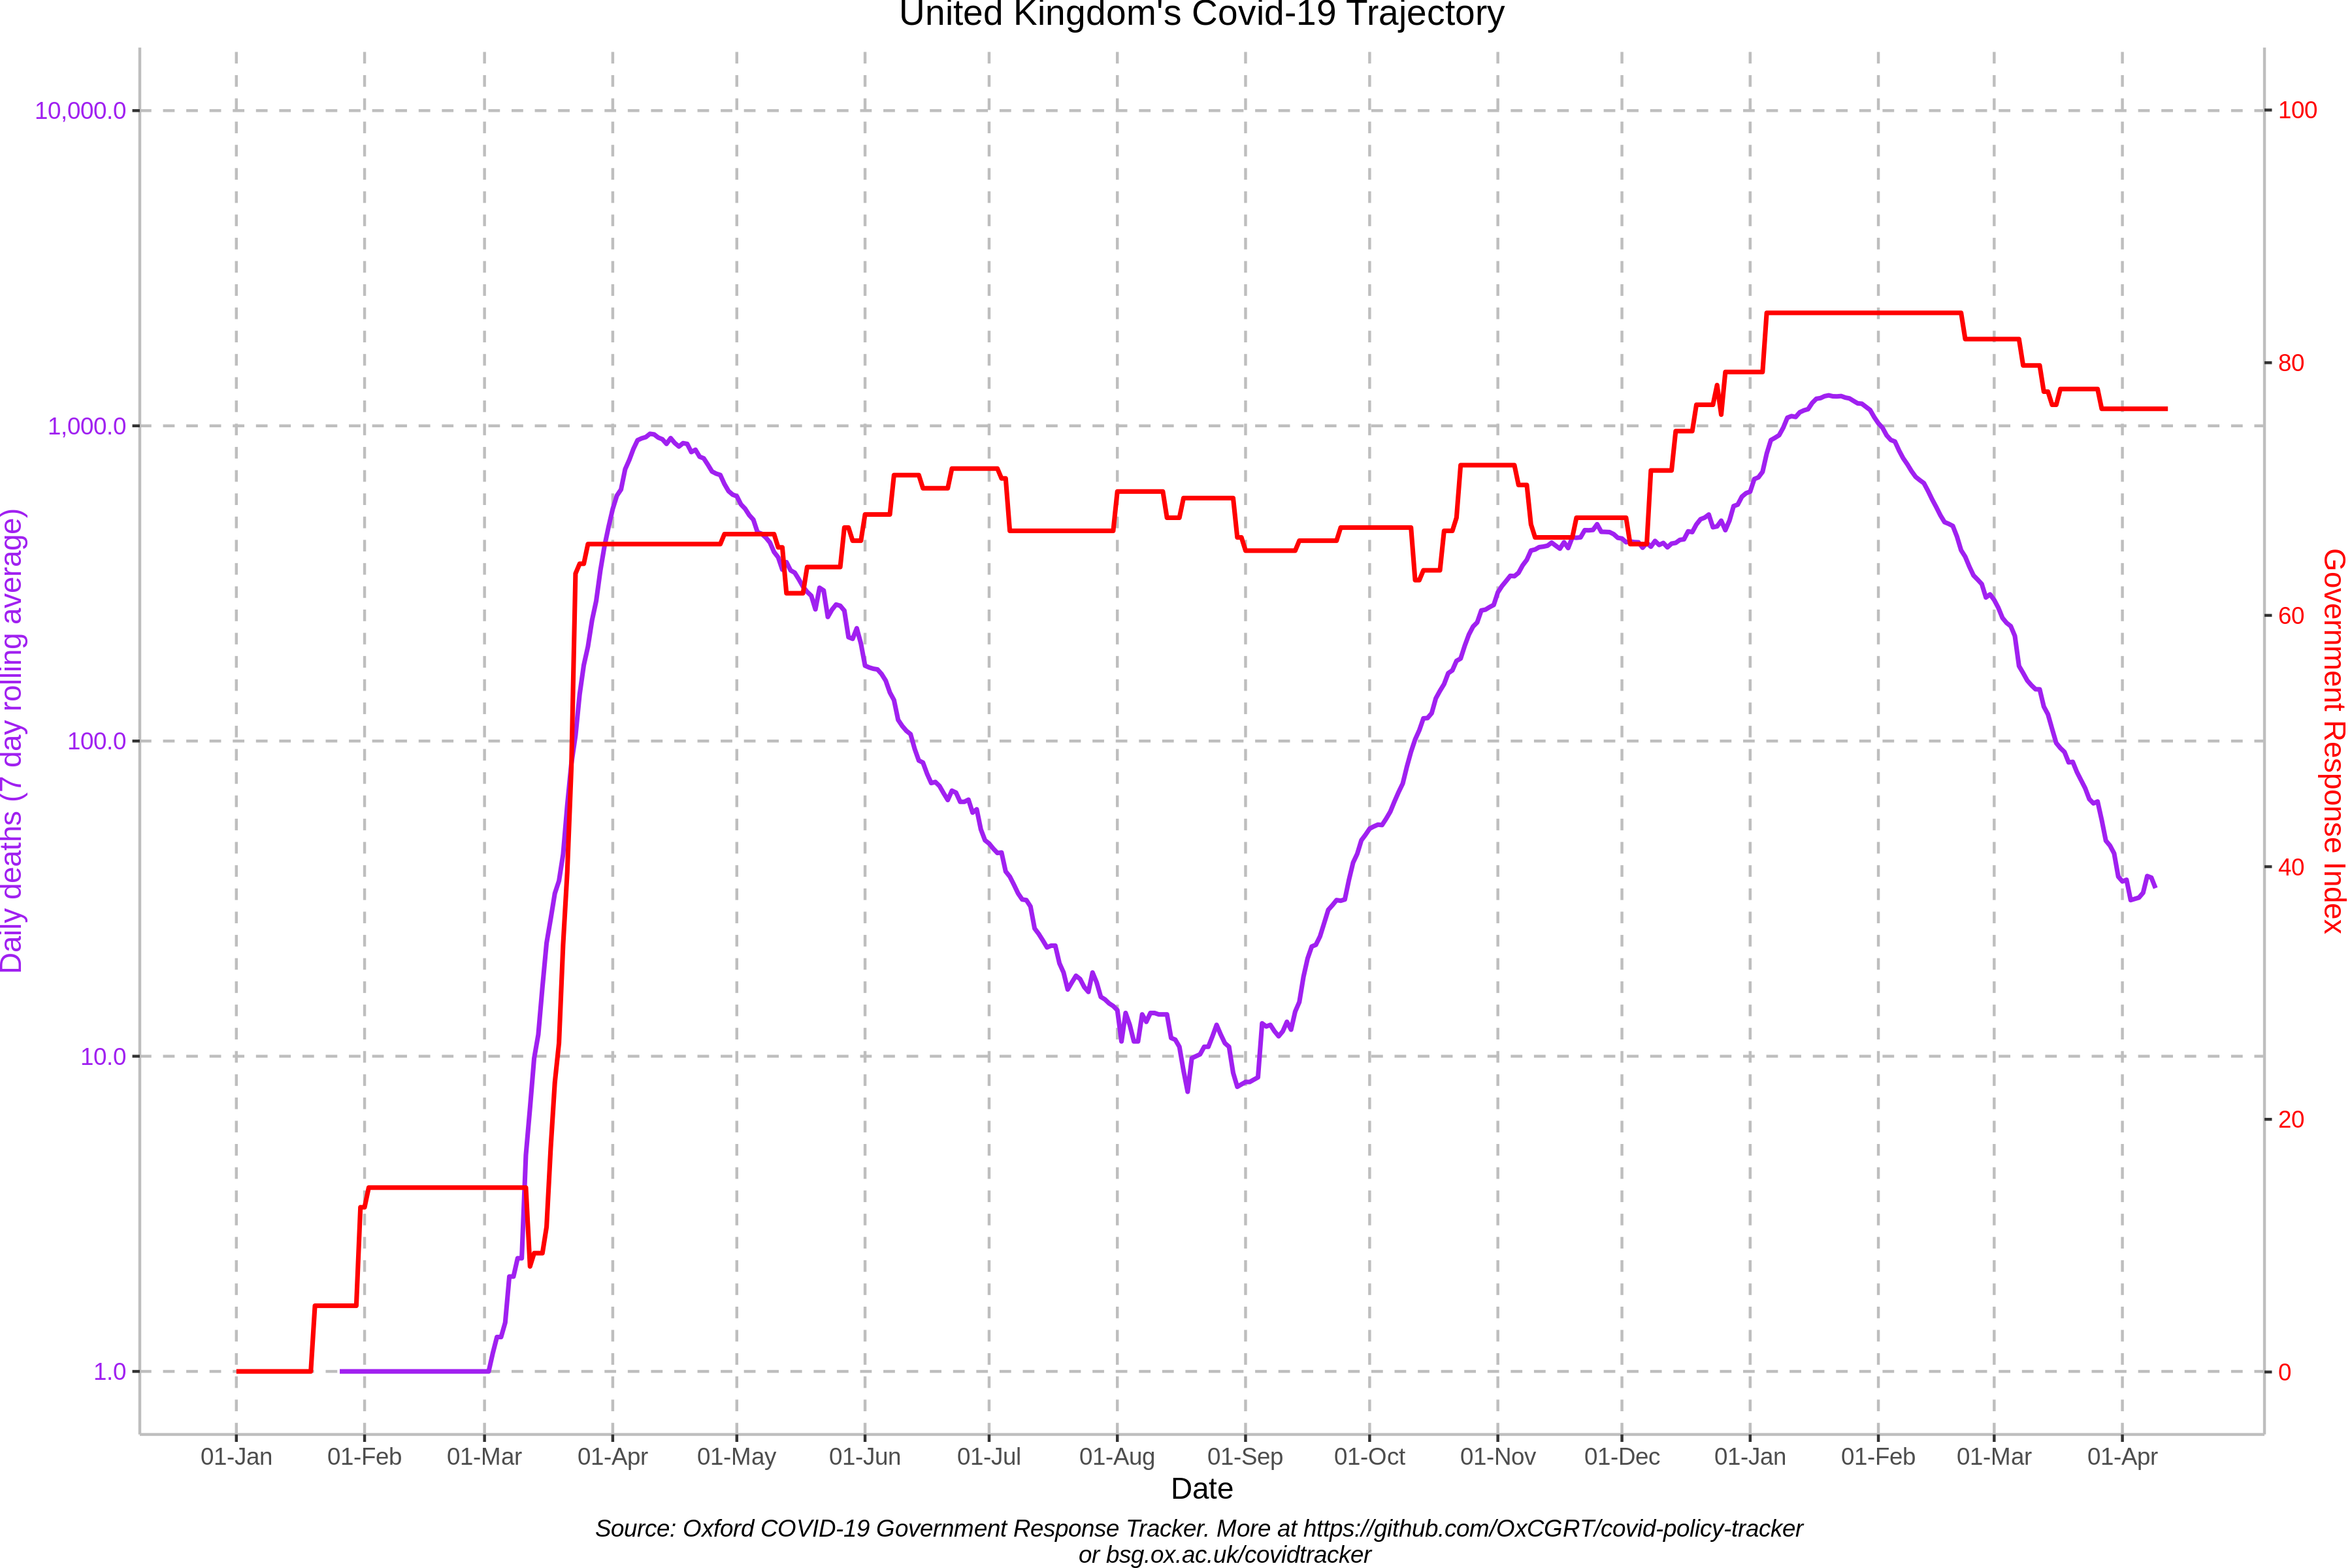 United Kingdom's Covid-19 Trajectory
10,000.0
1,000.0
100.0
10.0
1.0
Daily deaths (7 day rolling average)
100
80
60
40
20
0
Government Response Index
01-Jan 01-Feb 01-Mar 01-Apr 01-May 01-Jun 01-Jul 01-Aug 01-Sep 01-Oct 01-Nov 01-Dec 01-Jan 01-Feb 01-Mar 01-Apr
Date
Source: Oxford COVID-19 Government Response Tracker. More at https://github.com/OxCGRT/covid-policy-tracker
or bsg.ox.ac.uk/covidtracker